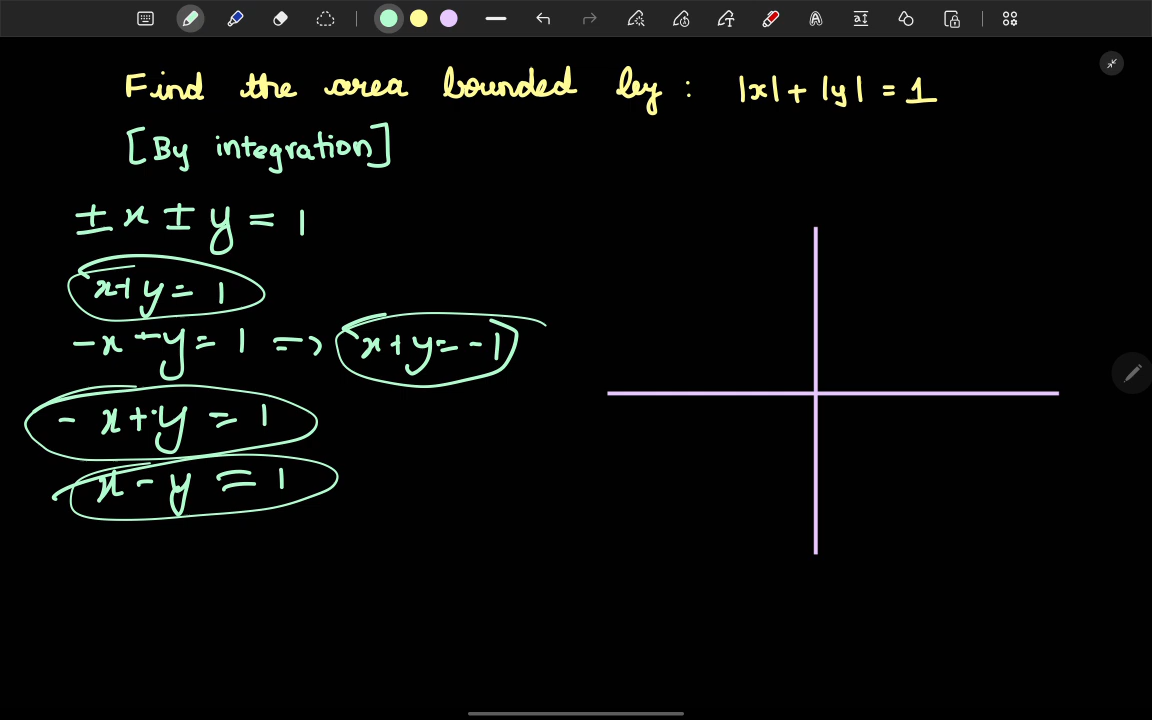 Find the area bounded by : |x| + |y| = 1
[By integration]
± x ± y = 1
x+y = 1
-x-y = 1 => x+y = -1
- x+y = 1
x - y = 1